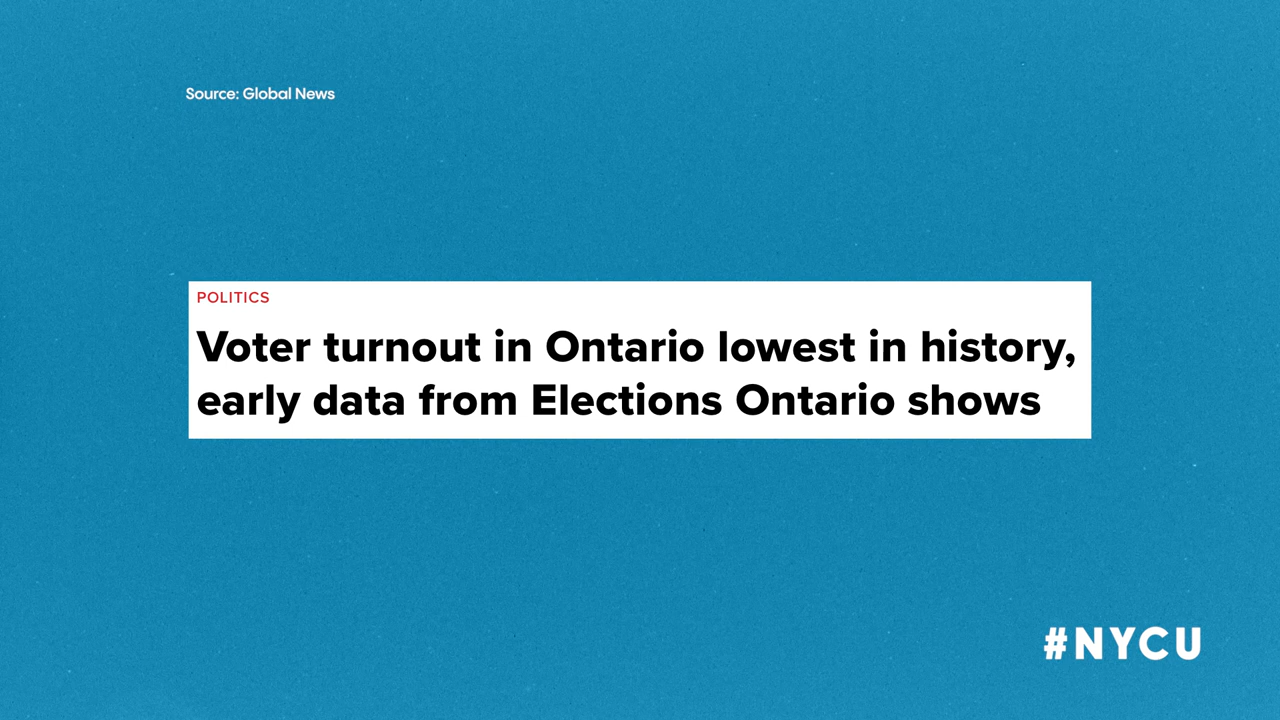 Source: Global News
POLITICS
Voter turnout in Ontario lowest in history,
early data from Elections Ontario shows
#NYCU